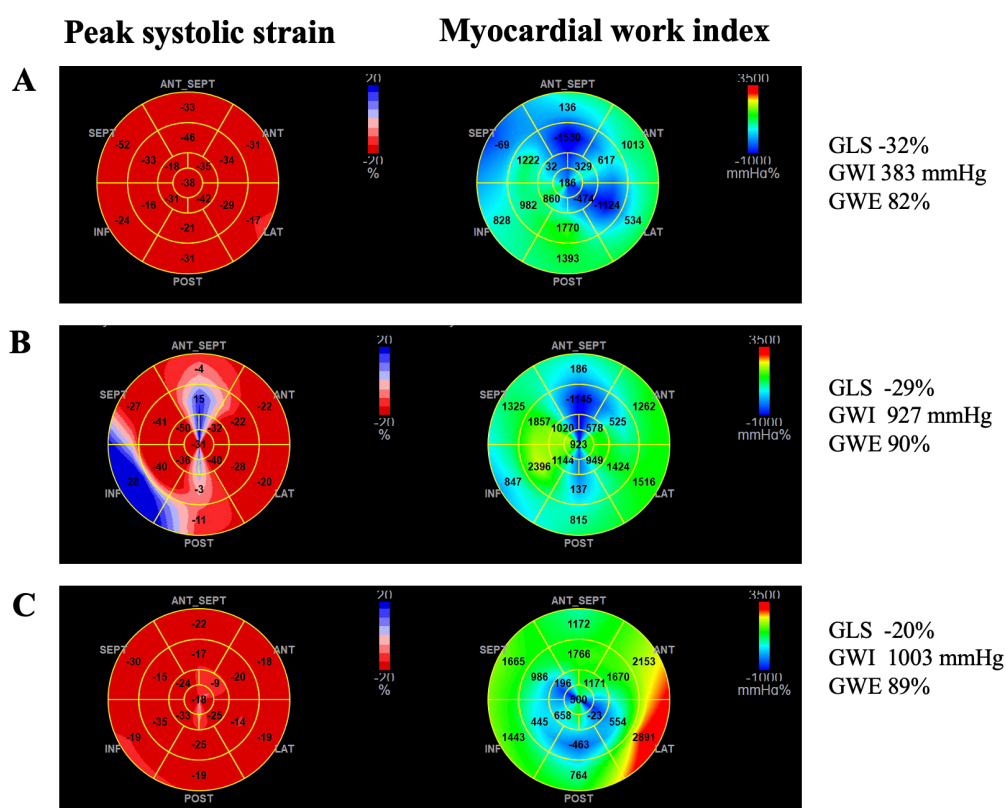 Peak systolic strain Myocardial work index
A
ANT_SEPT
SEPT ANT
INF LAT
POST
-33
-52 -46 -31
-33 -34
-18 -35
-38
-31 -42
-16 -29
-24 -17
-21
-31
20
-20
%
ANT_SEPT
SEPT ANT
INF LAT
POST
136
-69 -1530 1013
1222 617
32 329
186
860 -474
982 -1124
828 534
1770
1393
3500
-1000
mmHg%
GLS -32%
GWI 383 mmHg
GWE 82%
B
ANT_SEPT
SEPT ANT
INF LAT
POST
-4
-27 15 -22
-41 -22
-50 -32
-31
-36 -40
-40 -28
28 -20
-3
-11
20
-20
%
ANT_SEPT
SEPT ANT
INF LAT
POST
186
1325 -1145 1262
1857 525
1020 578
923
1144 949
2396 1424
847 1516
137
815
3500
-1000
mmHg%
GLS -29%
GWI 927 mmHg
GWE 90%
C
ANT_SEPT
SEPT ANT
INF LAT
POST
-22
-30 -17 -18
-15 -20
-24 -9
-18
-33 -25
-35 -14
-19 -19
-25
-19
20
-20
%
ANT_SEPT
SEPT ANT
INF LAT
POST
1172
1665 1766 2153
986 1670
196 1171
500
658 -23
445 554
1443 2891
-463
764
3500
-1000
mmHg%
GLS -20%
GWI 1003 mmHg
GWE 89%